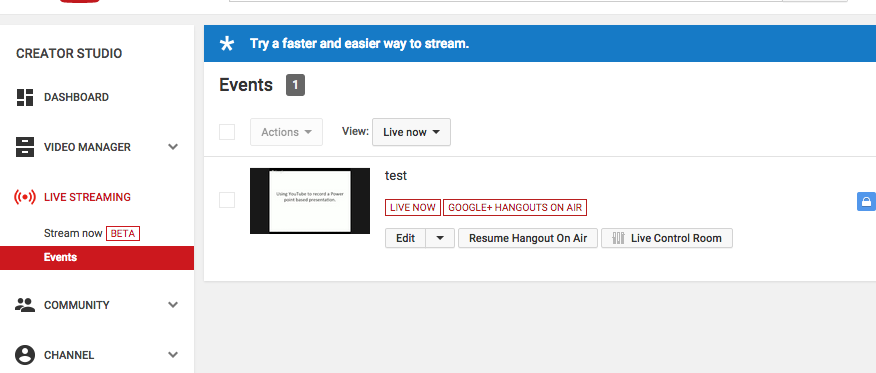 Try a faster and easier way to stream.
CREATOR STUDIO
DASHBOARD
VIDEO MANAGER
LIVE STREAMING
Stream now BETA
Events
COMMUNITY
CHANNEL
Events 1
Actions View: Live now
Using YouTube to record a Power
point based presentation.
test
LIVE NOW GOOGLE+ HANGOUTS ON AIR
Edit Resume Hangout On Air Live Control Room